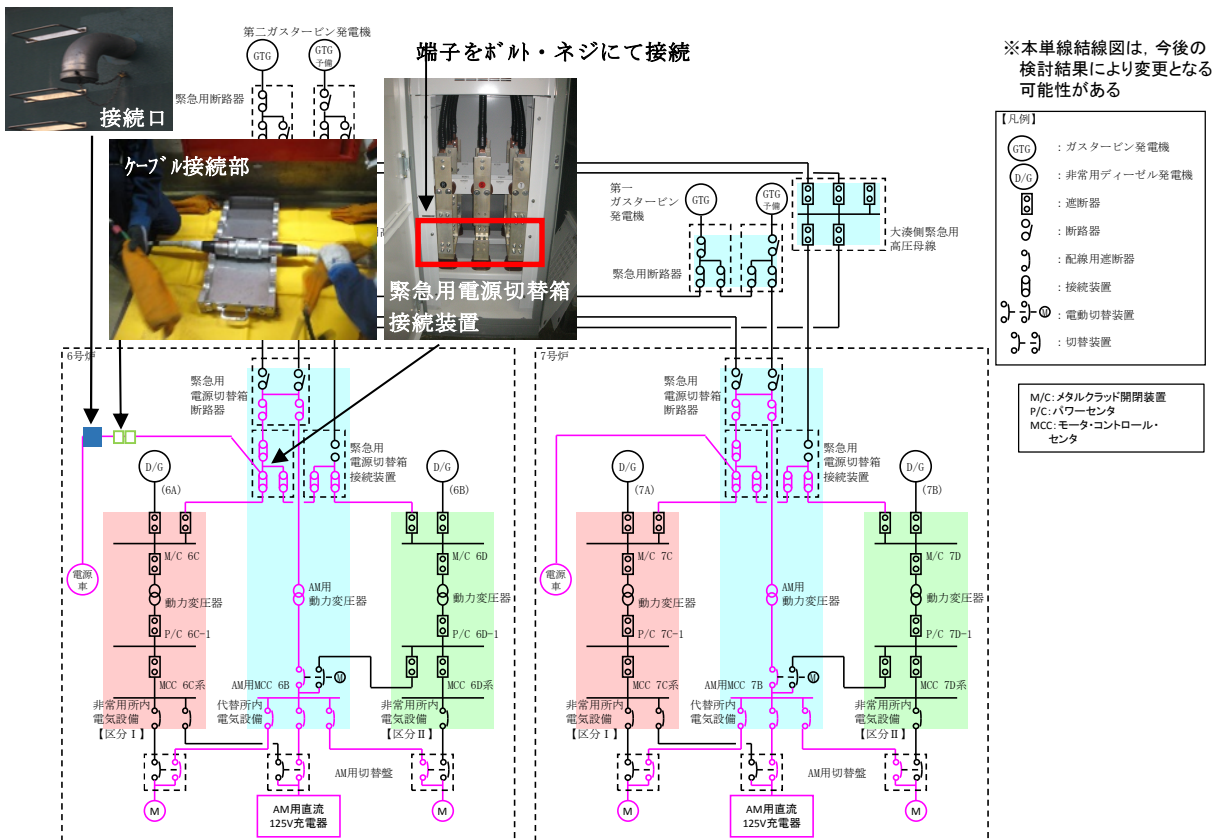 第二ガスタービン発電機
GTG
GTG
予備
緊急用断路器
接続口
ｹｰﾌﾞﾙ接続部
端子をﾎﾞﾙﾄ・ネジにて接続
緊急用電源切替箱
接続装置
※本単線結線図は，今後の
検討結果により変更となる
可能性がある
【凡例】
GTG
：ガスタービン発電機
D/G
：非常用ディーゼル発電機
：遮断器
：断路器
：配線用遮断器
：接続装置
M
：電動切替装置
：切替装置
M/C：メタルクラッド開閉装置
P/C：パワーセンタ
MCC：モータ・コントロール・
センタ
第一
ガスタービン
発電機
GTG
GTG
予備
緊急用断路器
大湊側緊急用
高圧母線
6号炉
緊急用
電源切替箱
断路器
緊急用
電源切替箱
接続装置
D/G
(6A)
D/G
(6B)
M/C 6C
M/C 6D
電源
車
動力変圧器
AM用
動力変圧器
動力変圧器
P/C 6C-1
P/C 6D-1
MCC 6C系
AM用MCC 6B
M
MCC 6D系
非常用所内
電気設備
【区分Ⅰ】
代替所内
電気設備
非常用所内
電気設備
【区分Ⅱ】
AM用切替盤
M
AM用直流
125V充電器
M
7号炉
緊急用
電源切替箱
断路器
緊急用
電源切替箱
接続装置
D/G
(7A)
D/G
(7B)
M/C 7C
M/C 7D
電源
車
動力変圧器
AM用
動力変圧器
動力変圧器
P/C 7C-1
P/C 7D-1
MCC 7C系
AM用MCC 7B
M
MCC 7D系
非常用所内
電気設備
【区分Ⅰ】
代替所内
電気設備
非常用所内
電気設備
【区分Ⅱ】
AM用切替盤
M
AM用直流
125V充電器
M